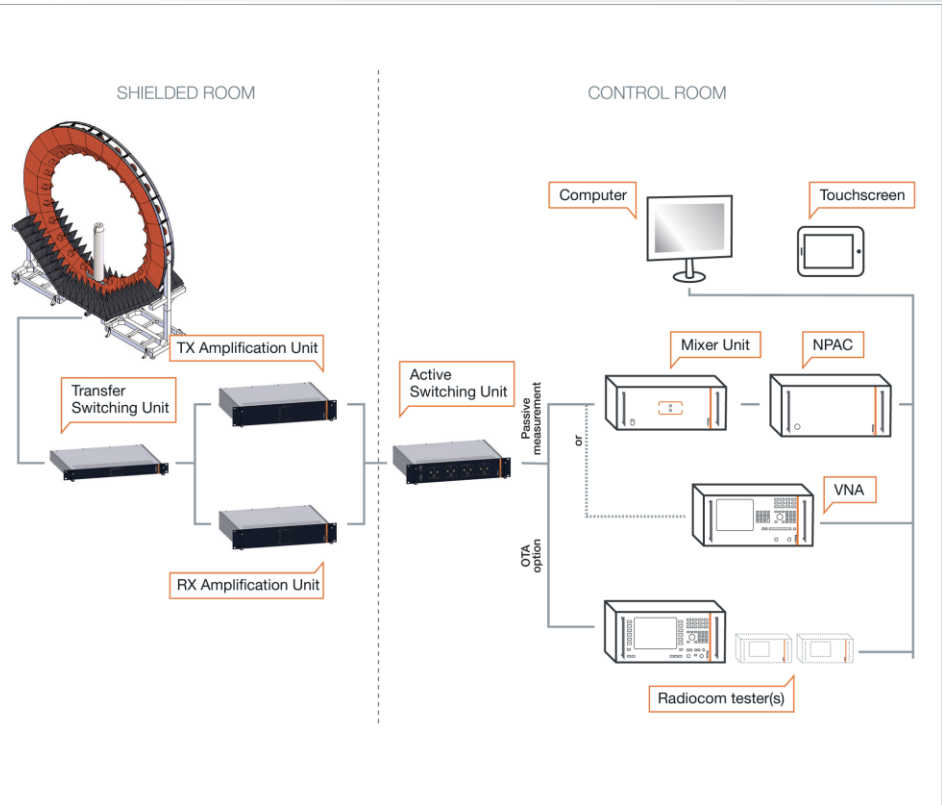 SHIELDED ROOM
CONTROL ROOM
Computer
Touchscreen
TX Amplification Unit
Mixer Unit
NPAC
Transfer
Switching Unit
Active
Switching Unit
Passive
measurement
or
VNA
OTA
option
RX Amplification Unit
Radiocom tester(s)